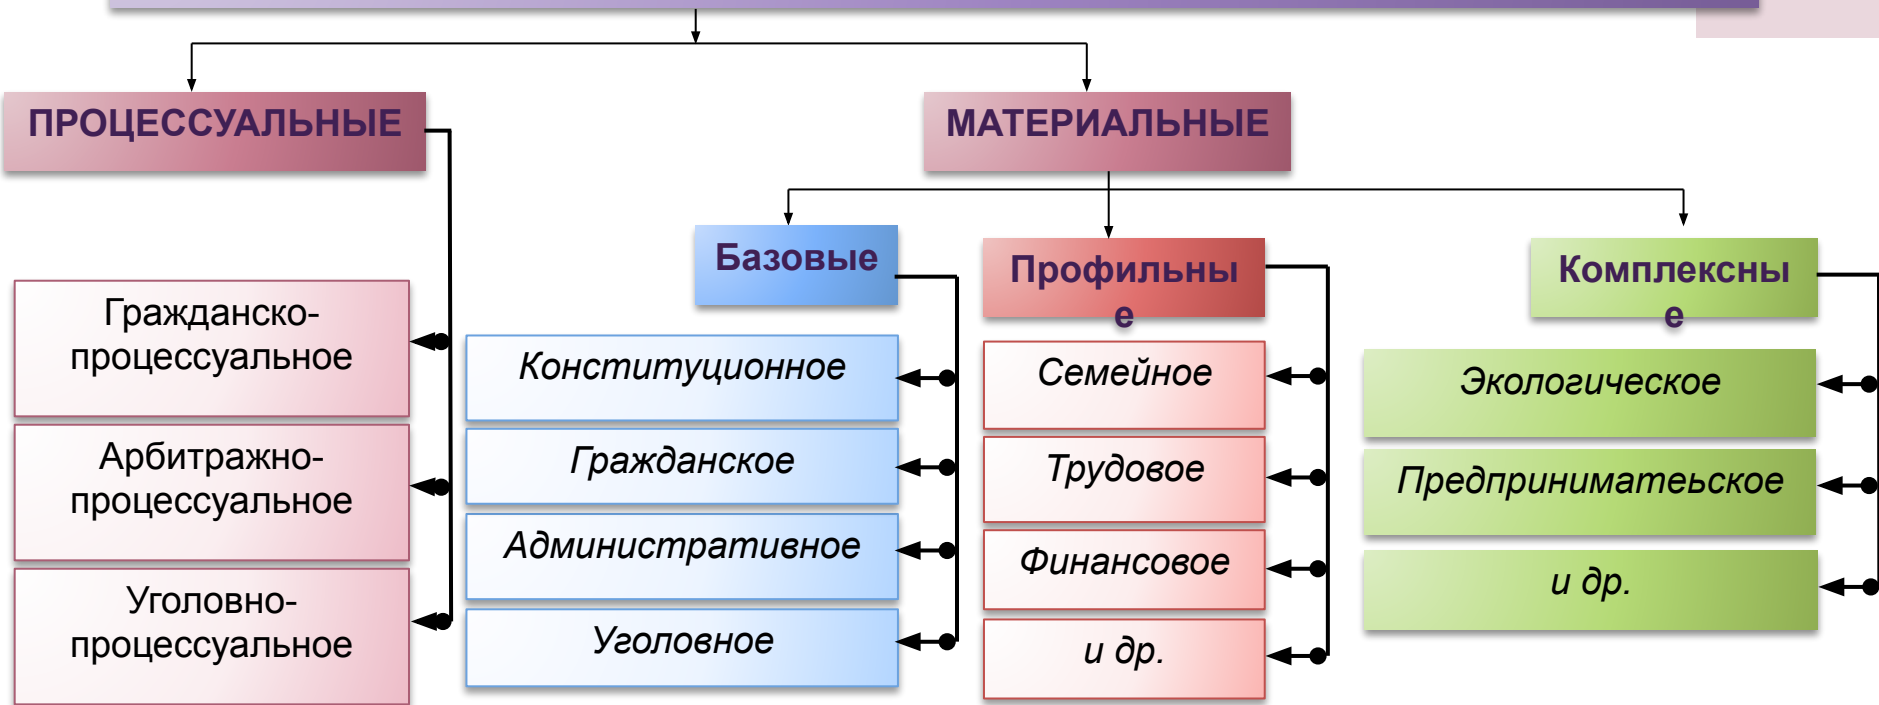 ПРОЦЕССУАЛЬНЫЕ
МАТЕРИАЛЬНЫЕ
Гражданско-
процессуальное
Арбитражно-
процессуальное
Уголовно-
процессуальное
Базовые
Конституционное
Гражданское
Административное
Уголовное
Профильны
е
Семейное
Трудовое
Финансовое
и др.
Комплексны
е
Экологическое
Предприниматеьское
и др.